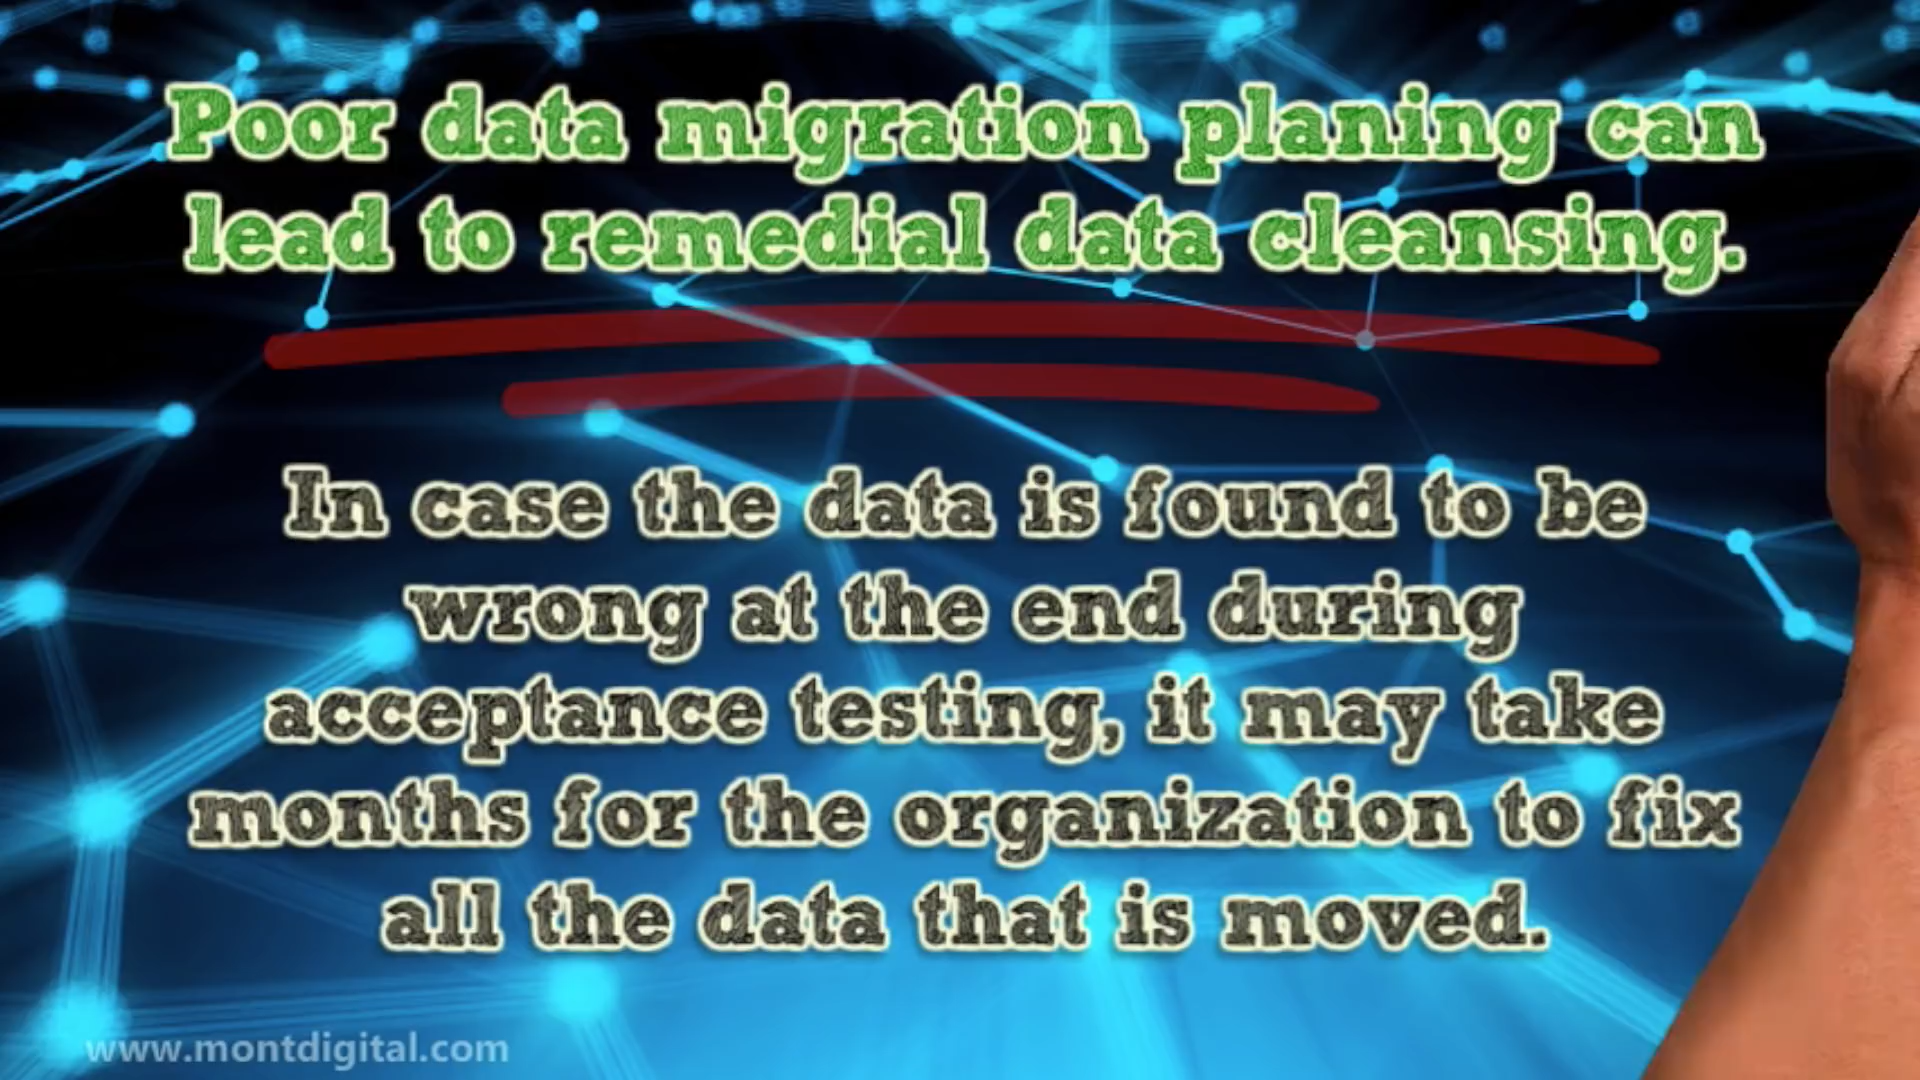 Poor data migration planing can
lead to remedial data cleansing.
In case the data is found to be
wrong at the end during
acceptance testing, it may take
months for the organization to fix
all the data that is moved.
www.montdigital.com